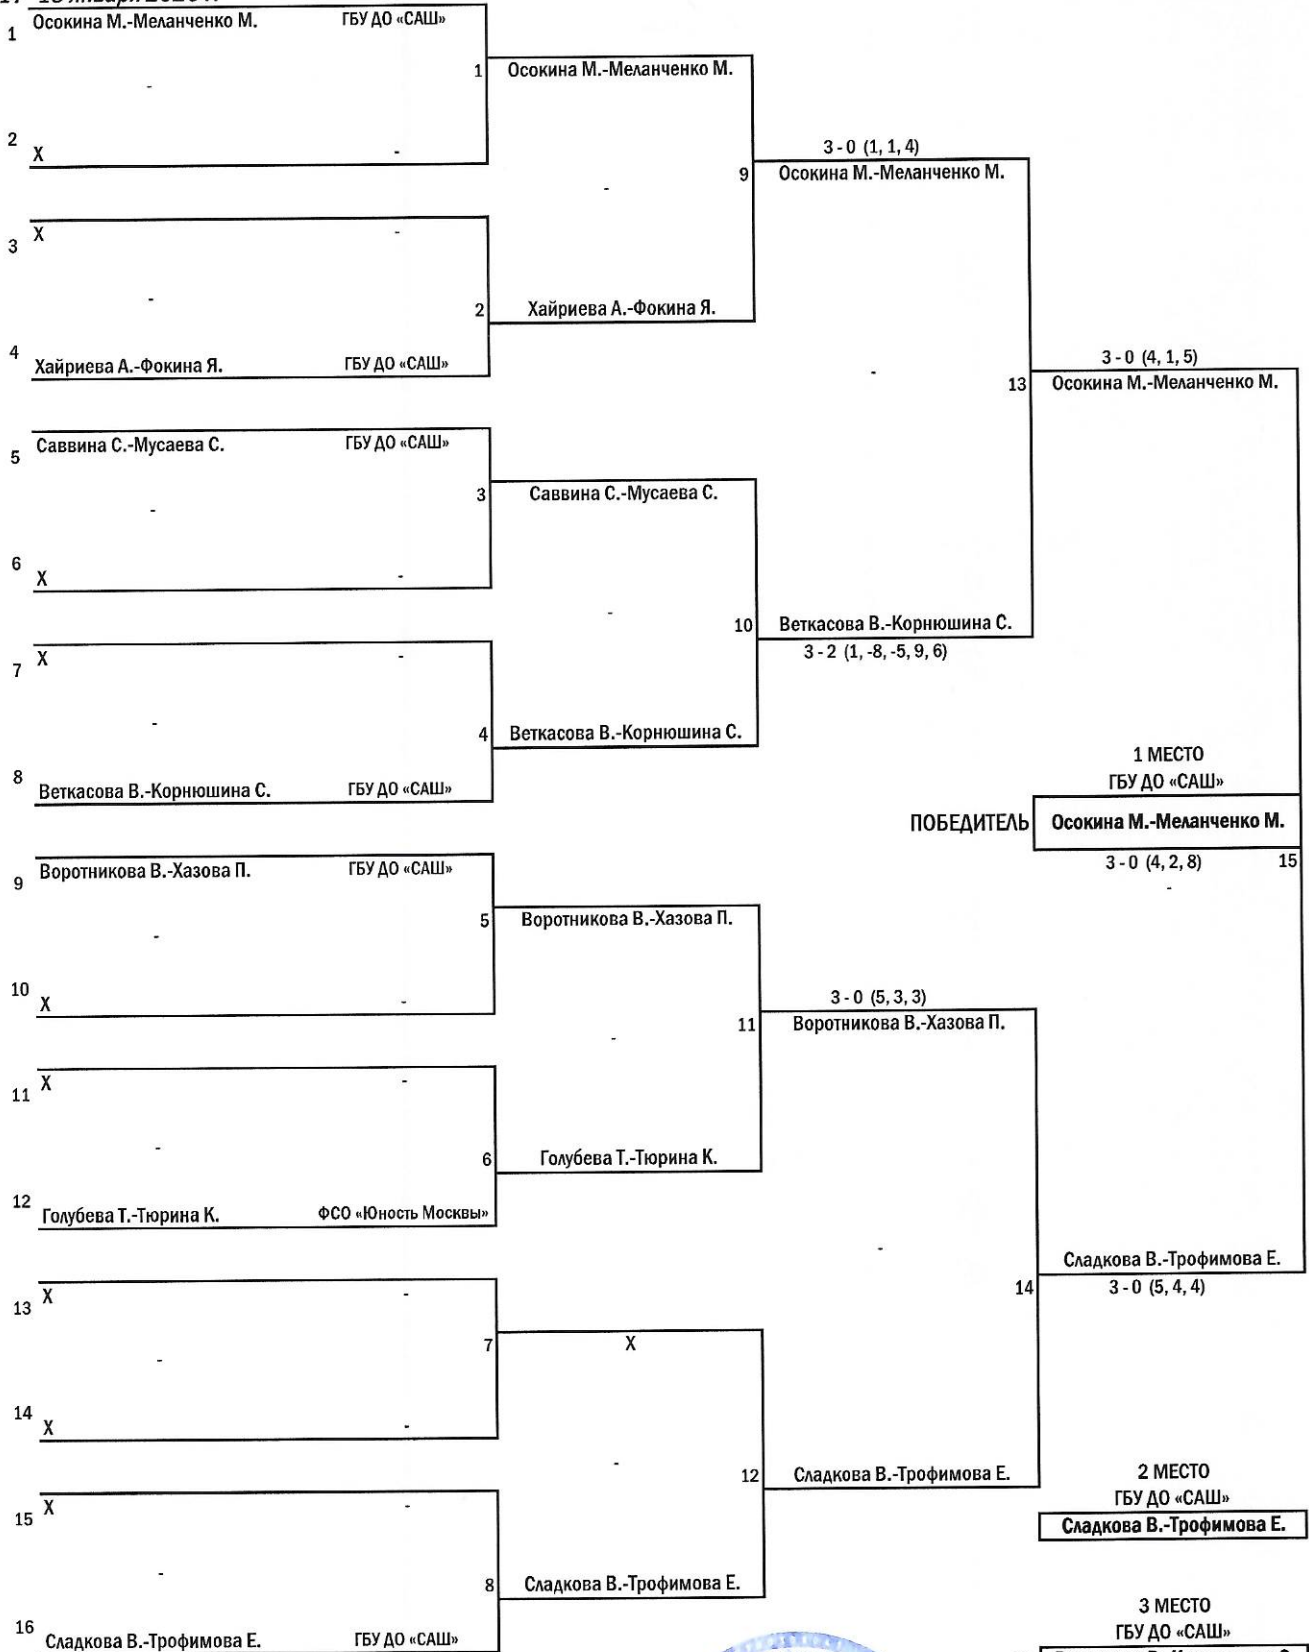 1 Осокина М.-Меланченко М. ГБУ ДО «САШ»
1 Осокина М.-Меланченко М.
2 X -
3 - 0 (1, 1, 4)
9 Осокина М.-Меланченко М.
3 X -
2 Хайриева А.-Фокина Я.
4 Хайриева А.-Фокина Я. ГБУ ДО «САШ»
3 - 0 (4, 1, 5)
13 Осокина М.-Меланченко М.
5 Саввина С.-Мусаева С. ГБУ ДО «САШ»
3 Саввина С.-Мусаева С.
6 X -
10 Веткасова В.-Корнюшина С.
3 - 2 (1, -8, -5, 9, 6)
7 X -
4 Веткасова В.-Корнюшина С.
8 Веткасова В.-Корнюшина С. ГБУ ДО «САШ»
1 МЕСТО
ГБУ ДО «САШ»
ПОБЕДИТЕЛЬ Осокина М.-Меланченко М.
3 - 0 (4, 2, 8) 15
9 Воротникова В.-Хазова П. ГБУ ДО «САШ»
5 Воротникова В.-Хазова П.
10 X -
3 - 0 (5, 3, 3)
11 Воротникова В.-Хазова П.
11 X -
6 Голубева Т.-Тюрина К.
12 Голубева Т.-Тюрина К. ФСО «Юность Москвы»
Сладкова В.-Трофимова Е.
14 3 - 0 (5, 4, 4)
13 X -
7 X
14 X -
12 Сладкова В.-Трофимова Е.
2 МЕСТО
ГБУ ДО «САШ»
Сладкова В.-Трофимова Е.
15 X -
8 Сладкова В.-Трофимова Е.
16 Сладкова В.-Трофимова Е. ГБУ ДО «САШ»
3 МЕСТО
ГБУ ДО «САШ»